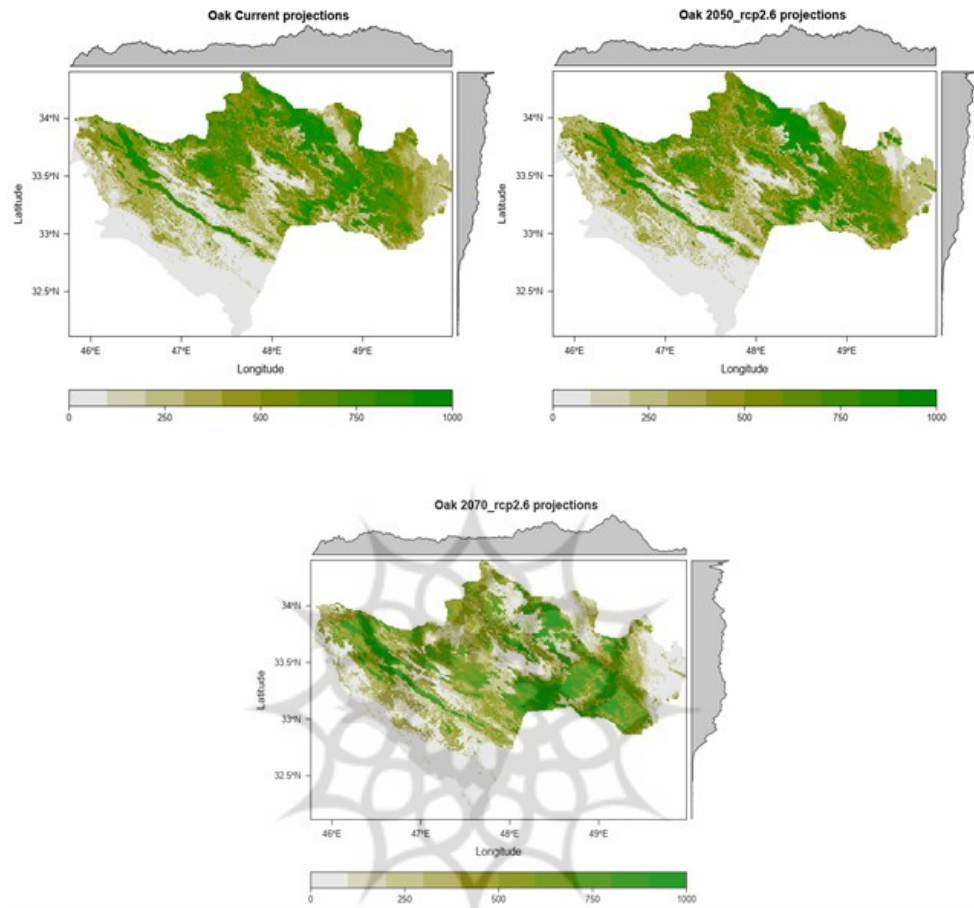 Oak Current projections
Latitude
34°N
33.5°N
33°N
32.5°N
46°E 47°E 48°E 49°E
Longitude
0 250 500 750 1000
Oak 2050_rcp2.6 projections
Latitude
34°N
33.5°N
33°N
32.5°N
46°E 47°E 48°E 49°E
Longitude
0 250 500 750 1000
Oak 2070_rcp2.6 projections
Latitude
34°N
33.5°N
33°N
32.5°N
46°E 47°E 48°E 49°E
Longitude
0 250 500 750 1000